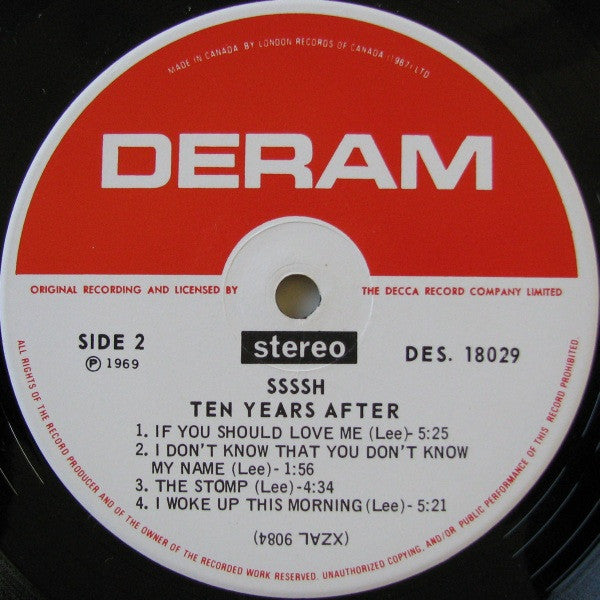 MADE IN CANADA BY LONDON RECORDS OF CANADA (1967) LTD
DERAM
ORIGINAL RECORDING AND LICENSED BY THE DECCA RECORD COMPANY LIMITED
SIDE 2
℗ 1969
stereo
DES. 18029
SSSSH
TEN YEARS AFTER
1. IF YOU SHOULD LOVE ME (Lee)- 5:25
2. I DON'T KNOW THAT YOU DON'T KNOW
MY NAME (Lee)- 1:56
3. THE STOMP (Lee)-4:34
4. I WOKE UP THIS MORNING (Lee)- 5:21
(XZAL 9084)
ALL RIGHTS OF THE RECORD PRODUCER AND OF THE OWNER OF THE RECORDED WORK RESERVED. UNAUTHORIZED COPYING, AND/OR PUBLIC PERFORMANCE OF THIS RECORD PROHIBITED